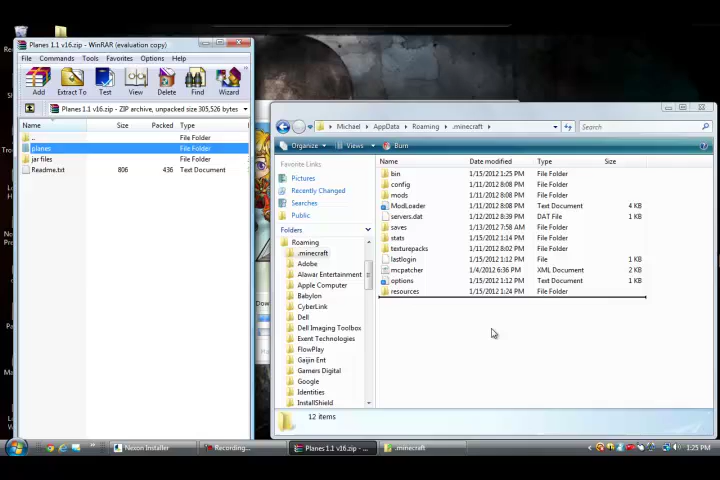 Planes 1.1 v16.zip - WinRAR (evaluation copy)
File Commands Tools Favorites Options Help
Add Extract To Test View Delete Find Wizard
Planes 1.1 v16.zip - ZIP archive, unpacked size 305,526 bytes
Name Size Packed Type
.. File Folder
planes File Folder
jar files File Folder
Readme.txt 806 436 Text Document
Michael AppData Roaming .minecraft
Search
Organize Views Burn
Favorite Links
Pictures
Recently Changed
Searches
Public
Folders
Roaming
.minecraft
Adobe
Alawar Entertainment
Apple Computer
Babylon
CyberLink
Dell
Dell Imaging Toolbox
Exent Technologies
FlowPlay
Gaijin Ent
Gamers Digital
Google
Identities
InstallShield
Name Date modified Type Size
bin 1/15/2012 1:25 PM File Folder
config 1/11/2012 8:08 PM File Folder
mods 1/11/2012 8:08 PM File Folder
ModLoader 1/11/2012 8:08 PM Text Document 4 KB
servers.dat 1/12/2012 8:39 PM DAT File 1 KB
saves 1/13/2012 7:58 AM File Folder
stats 1/15/2012 1:14 PM File Folder
texturepacks 1/11/2012 8:02 PM File Folder
lastlogin 1/15/2012 1:12 PM File 1 KB
mcpatcher 1/4/2012 6:36 PM XML Document 2 KB
options 1/15/2012 1:12 PM Text Document 1 KB
resources 1/15/2012 1:24 PM File Folder
12 items
Nexon Installer Recording... Planes 1.1 v16.zip - ... .minecraft 1:25 PM